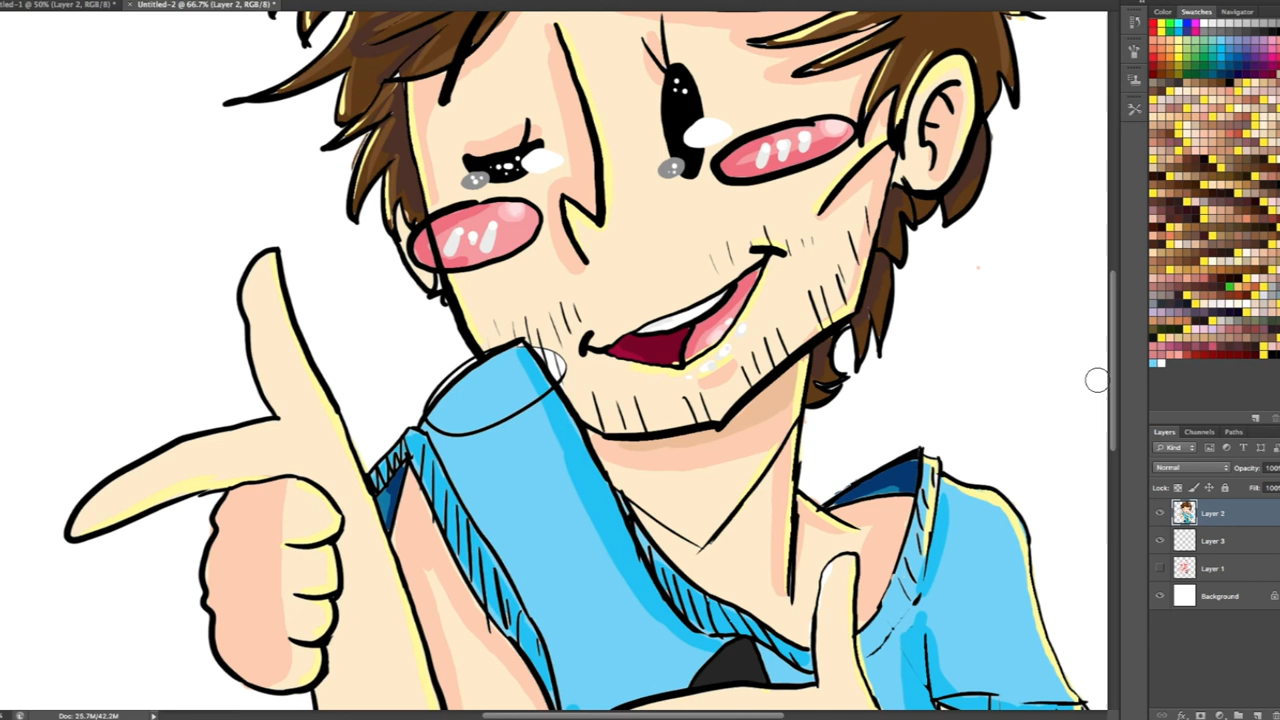 Untitled-1 @ 50% (Layer 2, RGB/8) *
× Untitled-2 @ 66.7% (Layer 2, RGB/8) *
Color Swatches Navigator
Layers Channels Paths
Kind
Normal Opacity: 100%
Lock: Fill: 100%
Layer 2
Layer 3
Layer 1
Background
Doc: 25.7M/42.2M